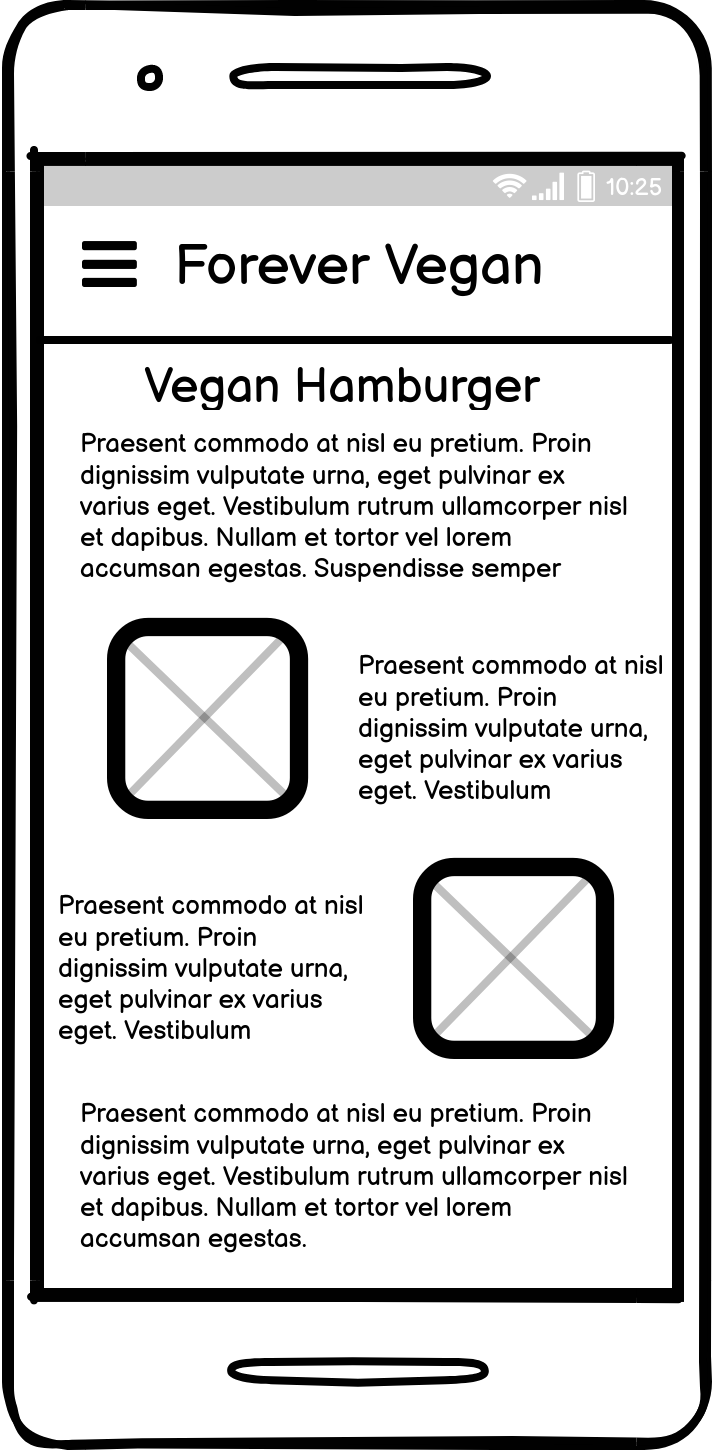 10:25
Forever Vegan
Vegan Hamburger
Praesent commodo at nisl eu pretium. Proin
dignissim vulputate urna, eget pulvinar ex
varius eget. Vestibulum rutrum ullamcorper nisl
et dapibus. Nullam et tortor vel lorem
accumsan egestas. Suspendisse semper
Praesent commodo at nisl
eu pretium. Proin
dignissim vulputate urna,
eget pulvinar ex varius
eget. Vestibulum
Praesent commodo at nisl
eu pretium. Proin
dignissim vulputate urna,
eget pulvinar ex varius
eget. Vestibulum
Praesent commodo at nisl eu pretium. Proin
dignissim vulputate urna, eget pulvinar ex
varius eget. Vestibulum rutrum ullamcorper nisl
et dapibus. Nullam et tortor vel lorem
accumsan egestas.